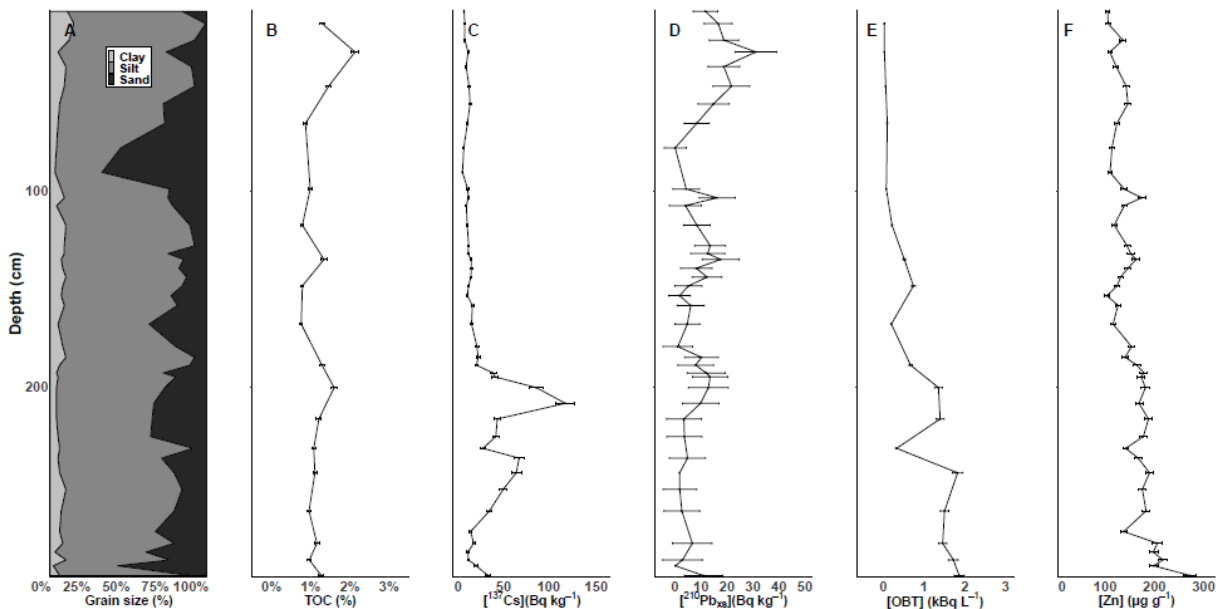 A
B
C
D
E
F
Clay
Silt
Sand
100
200
Depth (cm)
0% 25% 50% 75% 100%
Grain size (%)
0% 1% 2% 3%
TOC (%)
0 50 100 150
[¹³⁷Cs](Bq kg⁻¹)
0 10 20 30 40 50
[²¹⁰Pbxs](Bq kg⁻¹)
0 1 2 3
[OBT] (kBq L⁻¹)
0 100 200 300
[Zn] (µg g⁻¹)